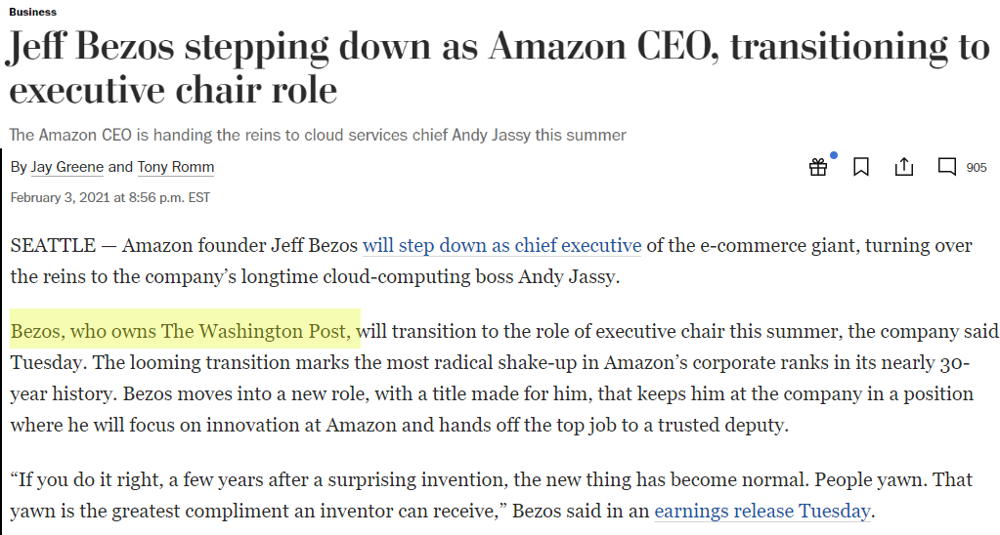 Business
Jeff Bezos stepping down as Amazon CEO, transitioning to
executive chair role
The Amazon CEO is handing the reins to cloud services chief Andy Jassy this summer
By Jay Greene and Tony Romm
905
February 3, 2021 at 8:56 p.m. EST
SEATTLE — Amazon founder Jeff Bezos will step down as chief executive of the e-commerce giant, turning over
the reins to the company’s longtime cloud-computing boss Andy Jassy.
Bezos, who owns The Washington Post, will transition to the role of executive chair this summer, the company said
Tuesday. The looming transition marks the most radical shake-up in Amazon’s corporate ranks in its nearly 30-
year history. Bezos moves into a new role, with a title made for him, that keeps him at the company in a position
where he will focus on innovation at Amazon and hands off the top job to a trusted deputy.
“If you do it right, a few years after a surprising invention, the new thing has become normal. People yawn. That
yawn is the greatest compliment an inventor can receive,” Bezos said in an earnings release Tuesday.